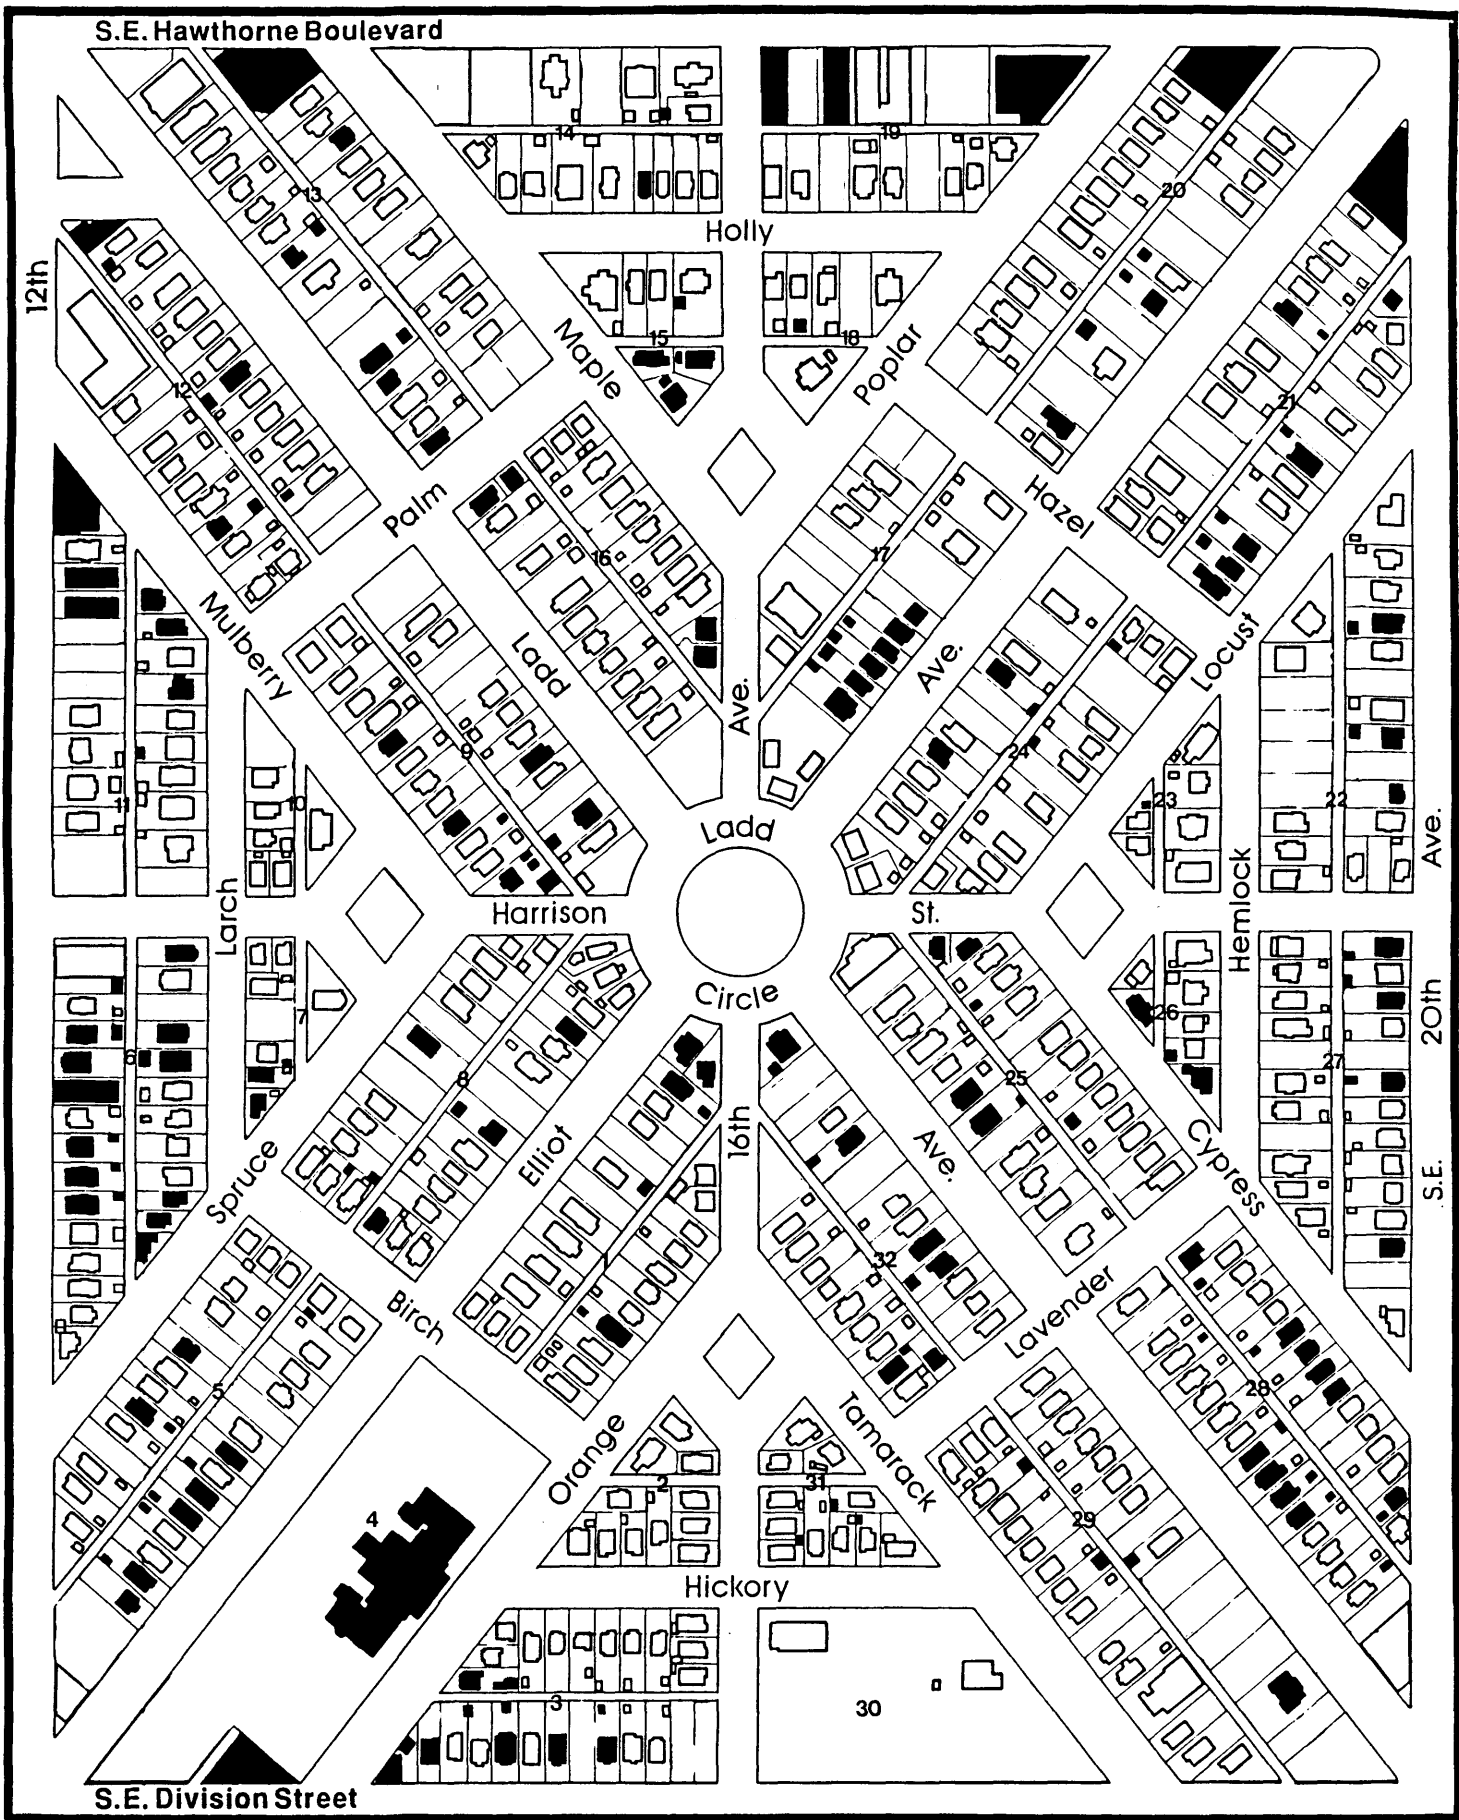 S.E. Hawthorne Boulevard
14
19
13
20
Holly
12th
15
18
Maple
Poplar
12
21
Palm
Hazel
16
17
Mulberry
Ladd
Ave.
Locust
Ave.
9
24
10
11
23
22
Ladd
Ave.
Larch
Harrison
St.
Hemlock
Circle
7
26
20th
6
8
25
27
Spruce
Elliot
16th
Ave.
Cypress
S.E.
1
32
Birch
Lavender
5
28
Orange
Tamarack
2
31
4
29
Hickory
3
30
S.E. Division Street